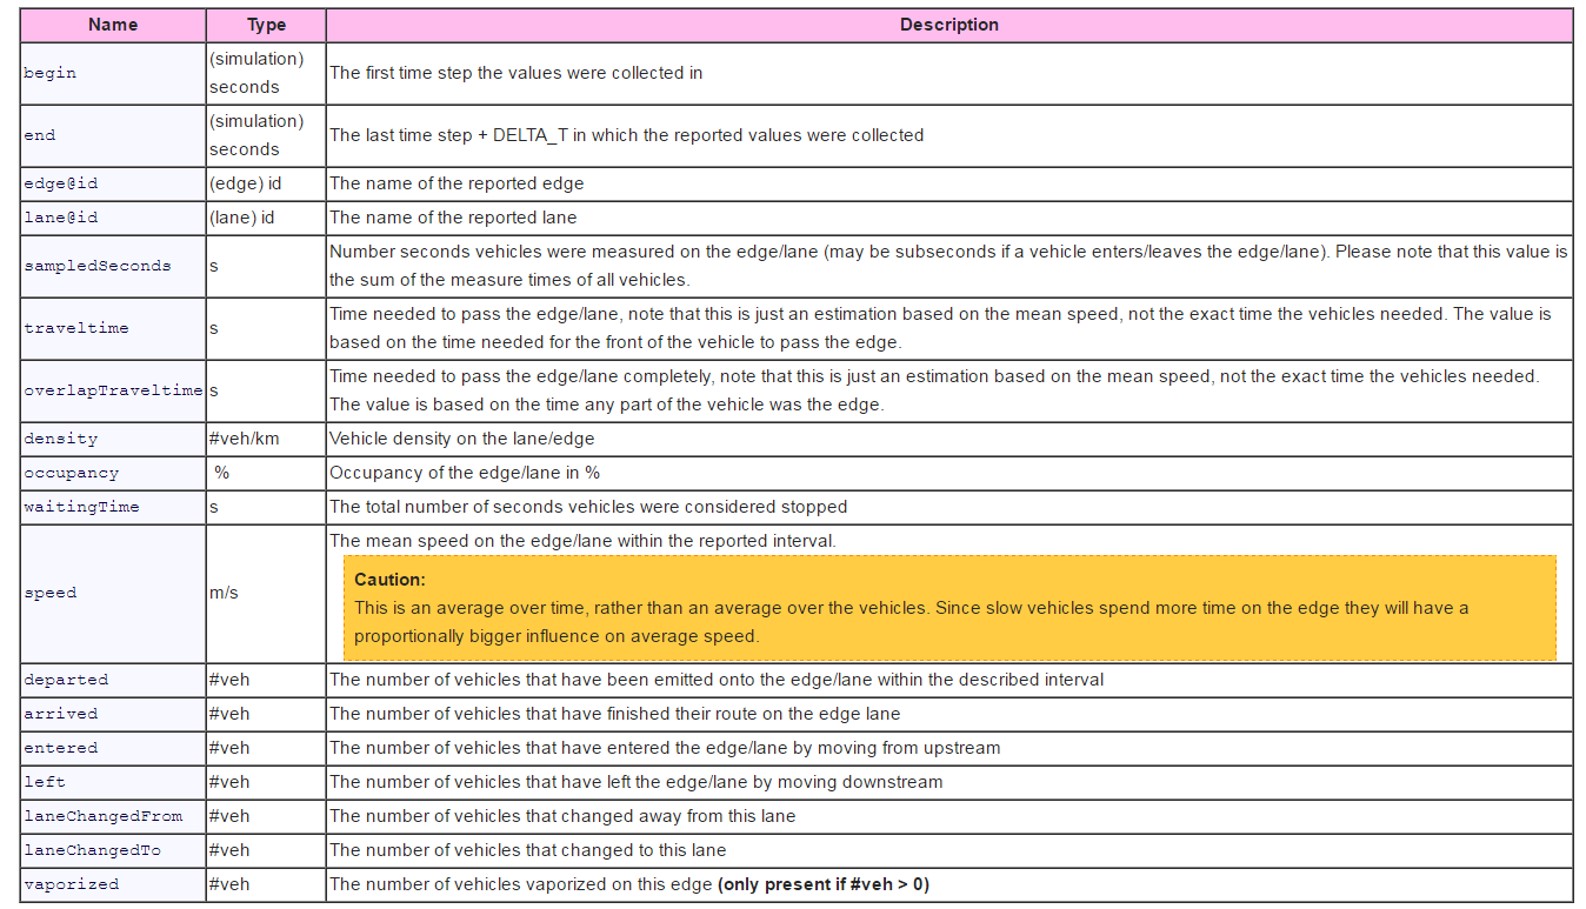 Name Type Description
begin (simulation) seconds The first time step the values were collected in
end (simulation) seconds The last time step + DELTA_T in which the reported values were collected
edge@id (edge) id The name of the reported edge
lane@id (lane) id The name of the reported lane
sampledSeconds s Number seconds vehicles were measured on the edge/lane (may be subseconds if a vehicle enters/leaves the edge/lane). Please note that this value is
the sum of the measure times of all vehicles.
traveltime s Time needed to pass the edge/lane, note that this is just an estimation based on the mean speed, not the exact time the vehicles needed. The value is
based on the time needed for the front of the vehicle to pass the edge.
overlapTraveltime s Time needed to pass the edge/lane completely, note that this is just an estimation based on the mean speed, not the exact time the vehicles needed.
The value is based on the time any part of the vehicle was the edge.
density #veh/km Vehicle density on the lane/edge
occupancy % Occupancy of the edge/lane in %
waitingTime s The total number of seconds vehicles were considered stopped
speed m/s The mean speed on the edge/lane within the reported interval.
Caution:
This is an average over time, rather than an average over the vehicles. Since slow vehicles spend more time on the edge they will have a
proportionally bigger influence on average speed.
departed #veh The number of vehicles that have been emitted onto the edge/lane within the described interval
arrived #veh The number of vehicles that have finished their route on the edge lane
entered #veh The number of vehicles that have entered the edge/lane by moving from upstream
left #veh The number of vehicles that have left the edge/lane by moving downstream
laneChangedFrom #veh The number of vehicles that changed away from this lane
laneChangedTo #veh The number of vehicles that changed to this lane
vaporized #veh The number of vehicles vaporized on this edge (only present if #veh > 0)